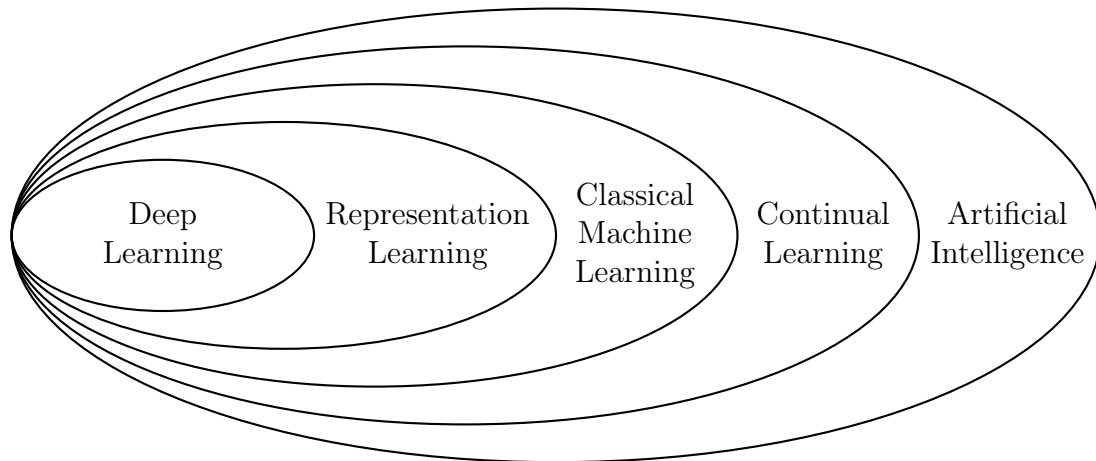 Deep
Learning
Representation
Learning
Classical
Machine
Learning
Continual
Learning
Artificial
Intelligence